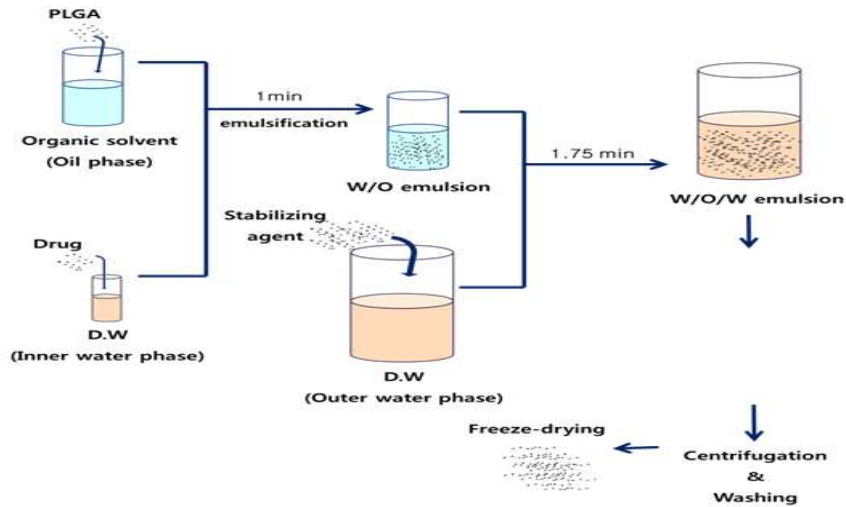 PLGA
Organic solvent
(Oil phase)
1min
emulsification
W/O emulsion
1.75 min
W/O/W emulsion
Drug
D.W
(Inner water phase)
Stabilizing
agent
D.W
(Outer water phase)
Freeze-drying
Centrifugation
&
Washing